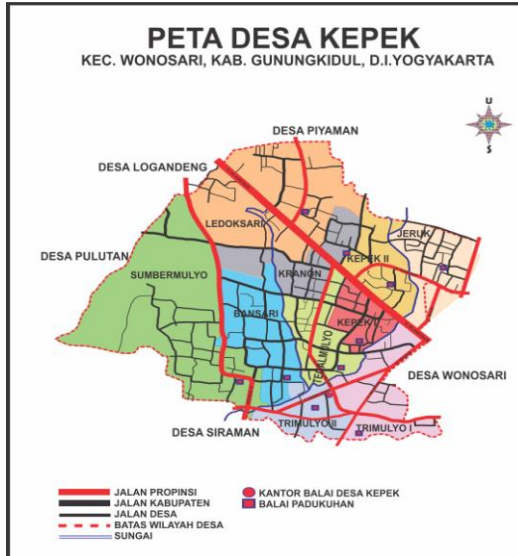 PETA DESA KEPEK
KEC. WONOSARI, KAB. GUNUNGKIDUL, D.I.YOGYAKARTA
U
S
DESA PIYAMAN
DESA LOGANDENG
LEDOKSARI
JERUK
DESA PULUTAN
KEPEK II
SUMBERMULYO
KRANON
BANSARI
KEPEK I
TEGALMULYO
DESA WONOSARI
DESA SIRAMAN
TRIMULYO II
TRIMULYO I
JALAN PROPINSI
JALAN KABUPATEN
JALAN DESA
BATAS WILAYAH DESA
SUNGAI
KANTOR BALAI DESA KEPEK
BALAI PADUKUHAN